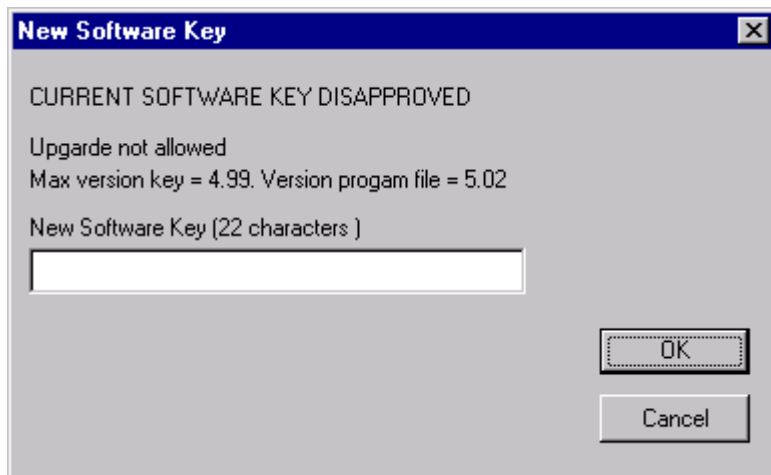 New Software Key
CURRENT SOFTWARE KEY DISAPPROVED
Upgarde not allowed
Max version key = 4.99. Version progam file = 5.02
New Software Key (22 characters )
OK
Cancel